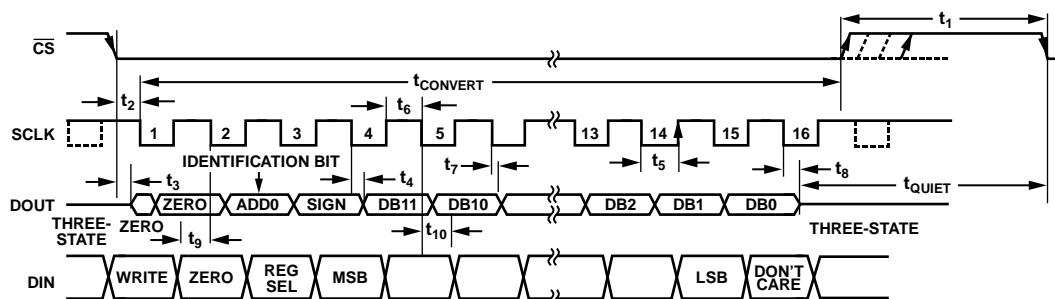 t1
CS
tCONVERT
t2
t6
SCLK
1 2 3 4 5 13 14 15 16
IDENTIFICATION BIT
t7
t5
t8
t3
t4
tQUIET
DOUT
ZERO ADD0 SIGN DB11 DB10 DB2 DB1 DB0
THREE-
STATE
ZERO
THREE-STATE
t9
t10
DIN
WRITE
ZERO
REG
SEL
MSB
LSB
DON'T
CARE